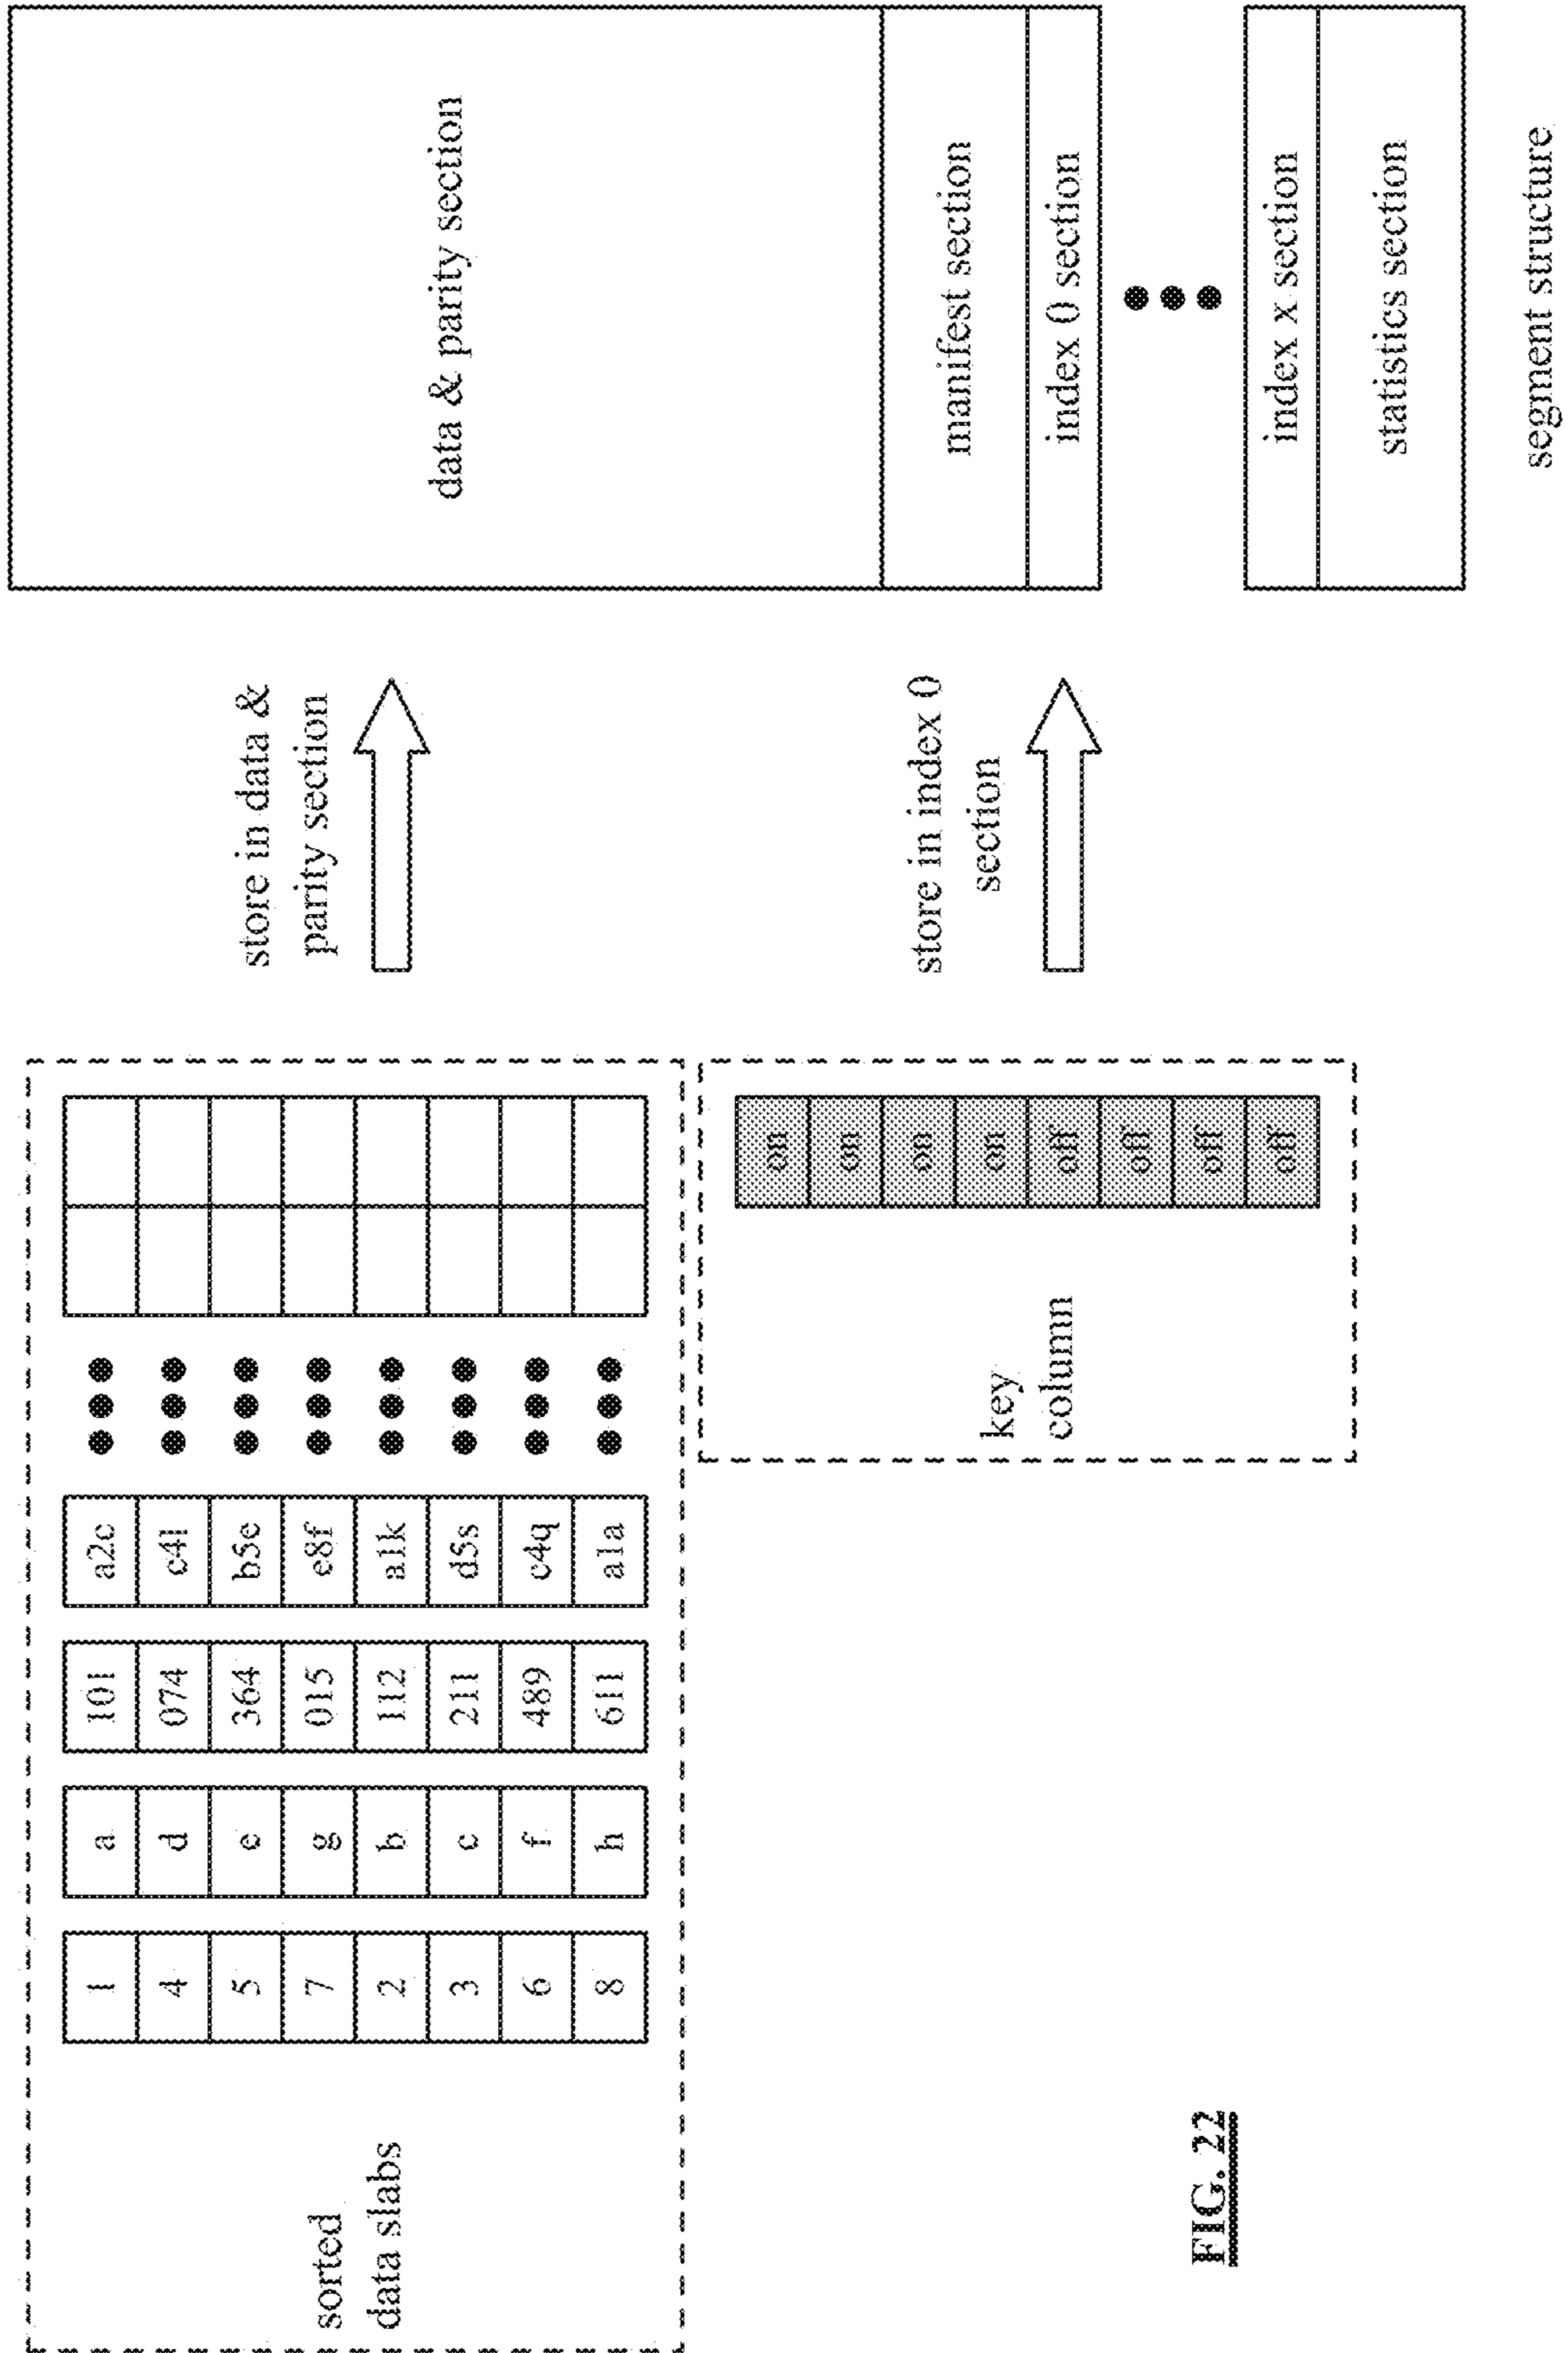 sorted
data slabs
1 a 101 a2c
4 d 074 c4l
5 e 364 b5e
7 g 015 e8f
2 b 112 a1k
3 c 211 d5s
6 f 489 c4q
8 h 611 a1a
store in data &
parity section
data & parity section
key
column
on
on
on
on
off
off
off
off
store in index 0
section
manifest section
index 0 section
index x section
statistics section
segment structure
FIG. 22